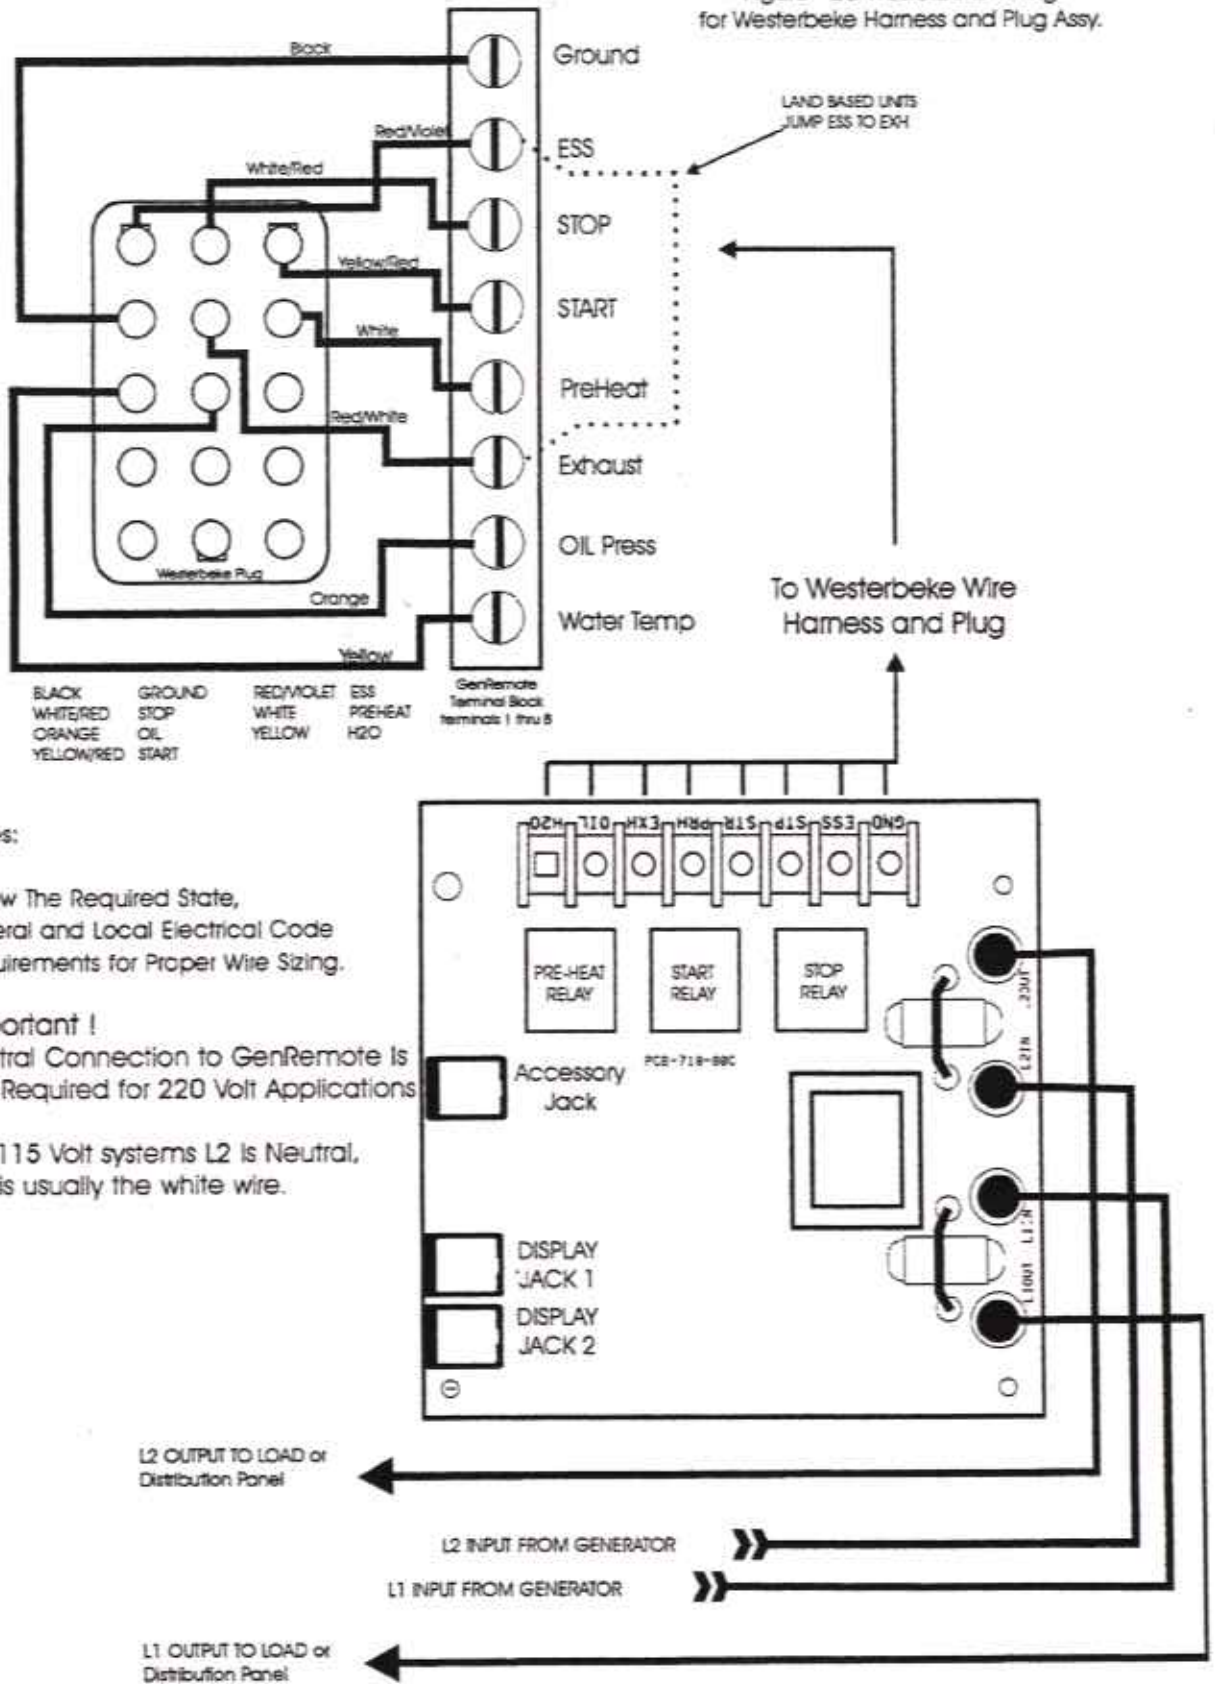 for Westerbeke Harness and Plug Assy.
Black
Ground
LAND BASED UNITS
JUMP ESS TO EXH
Red/Violet
ESS
White/Red
STOP
Yellow/Red
START
White
PreHeat
Red/White
Exhaust
OIL Press
Westerbeke Plug
Orange
Water Temp
Yellow
To Westerbeke Wire
Harness and Plug
BLACK GROUND RED/VIOLET ESS
WHITE/RED STOP WHITE PREHEAT
ORANGE OIL YELLOW H2O
YELLOW/RED START
GenRemote
Terminal Block
terminals 1 thru 8
H2O OIL EXH PRH STR STP ESS GND
es:
w The Required State,
eral and Local Electrical Code
uirements for Proper Wire Sizing.
portant !
tral Connection to GenRemote Is
Required for 220 Volt Applications
115 Volt systems L2 Is Neutral,
is usually the white wire.
PRE-HEAT
RELAY
START
RELAY
STOP
RELAY
L2IN
PCB-710-80C
Accessory
Jack
L1OUT
DISPLAY
JACK 1
DISPLAY
JACK 2
L2 OUTPUT TO LOAD or
Distribution Panel
L2 INPUT FROM GENERATOR
L1 INPUT FROM GENERATOR
L1 OUTPUT TO LOAD or
Distribution Panel